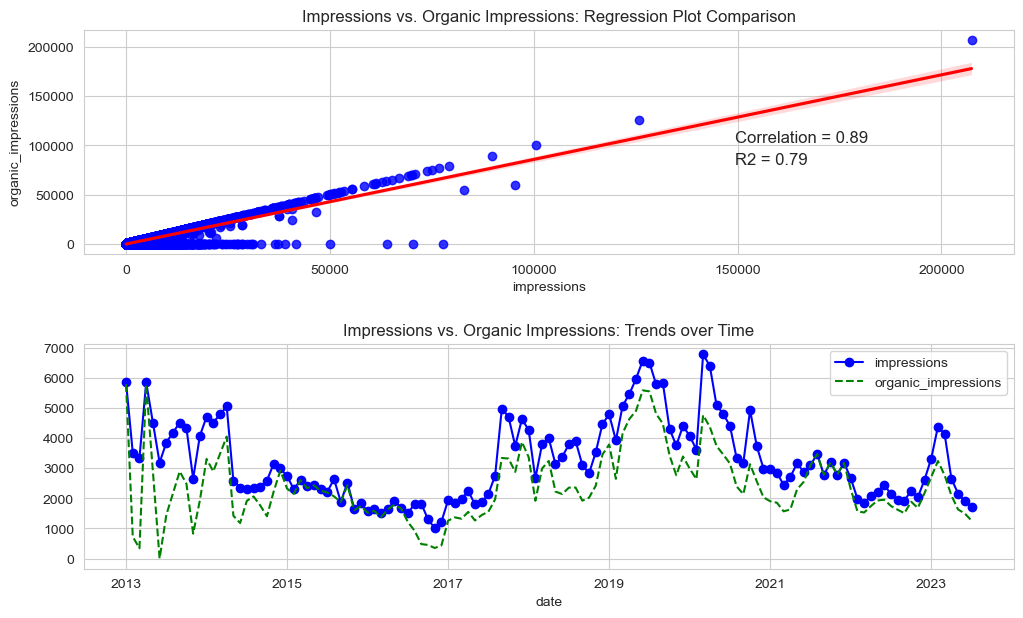 Impressions vs. Organic Impressions: Regression Plot Comparison
200000
150000
100000
50000
0
organic_impressions
Correlation = 0.89
R2 = 0.79
0 50000 100000 150000 200000
impressions
Impressions vs. Organic Impressions: Trends over Time
7000
6000
5000
4000
3000
2000
1000
0
impressions
organic_impressions
2013 2015 2017 2019 2021 2023
date